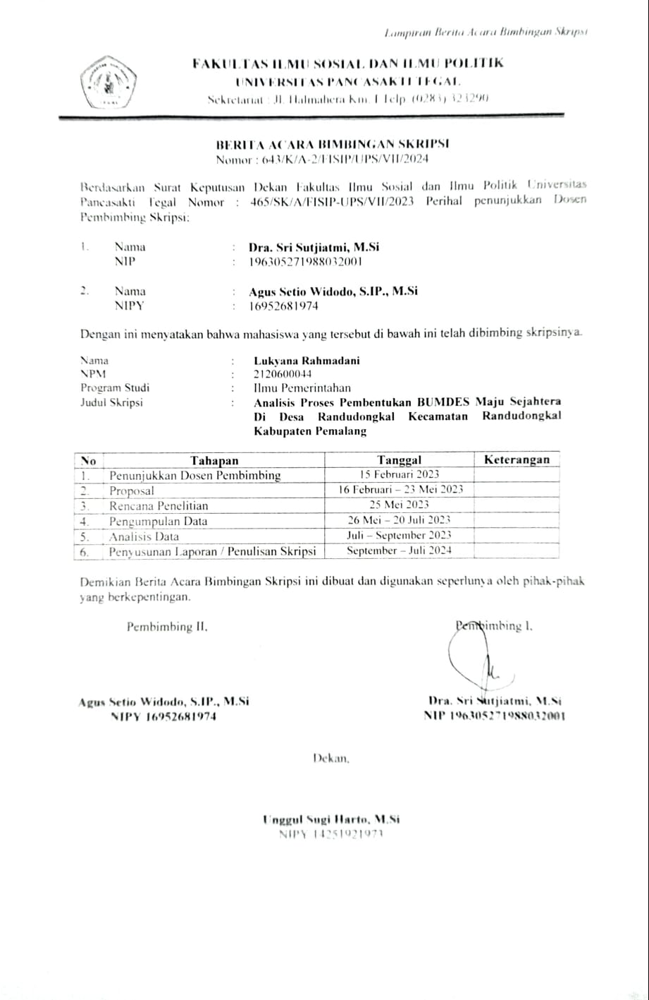 Lampiran Berita Acara Bimbingan Skripsi
FAKULTAS ILMU SOSIAL DAN ILMU POLITIK
UNIVERSITAS PANCASAKTI TEGAL
Sekretariat : Jl. Halmahera Km. 1 Telp. (0283) 323290
BERITA ACARA BIMBINGAN SKRIPSI
Nomor : 643/K/A-2/FISIP/UPS/VII/2024
Berdasarkan Surat Keputusan Dekan Fakultas Ilmu Sosial dan Ilmu Politik Universitas
Pancasakti Tegal Nomor : 465/SK/A/FISIP-UPS/VII/2023 Perihal penunjukkan Dosen
Pembimbing Skripsi:
1. Nama : Dra. Sri Sutjiatmi, M.Si
NIP : 196305271988032001
2. Nama : Agus Setio Widodo, S.IP., M.Si
NIPY : 16952681974
Dengan ini menyatakan bahwa mahasiswa yang tersebut di bawah ini telah dibimbing skripsinya.
Nama : Lukyana Rahmadani
NPM : 2120600044
Program Studi : Ilmu Pemerintahan
Judul Skripsi : Analisis Proses Pembentukan BUMDES Maju Sejahtera
Di Desa Randudongkal Kecamatan Randudongkal
Kabupaten Pemalang
No Tahapan Tanggal Keterangan
1. Penunjukkan Dosen Pembimbing 15 Februari 2023
2. Proposal 16 Februari – 23 Mei 2023
3. Rencana Penelitian 25 Mei 2023
4. Pengumpulan Data 26 Mei – 20 Juli 2023
5. Analisis Data Juli – September 2023
6. Penyusunan Laporan / Penulisan Skripsi September – Juli 2024
Demikian Berita Acara Bimbingan Skripsi ini dibuat dan digunakan seperlunya oleh pihak-pihak
yang berkepentingan.
Pembimbing II, Pembimbing I,
Agus Setio Widodo, S.IP., M.Si Dra. Sri Sutjiatmi, M.Si
NIPY 16952681974 NIP 196305271988032001
Dekan,
Unggul Sugi Harto, M.Si
NIPY 14251921973